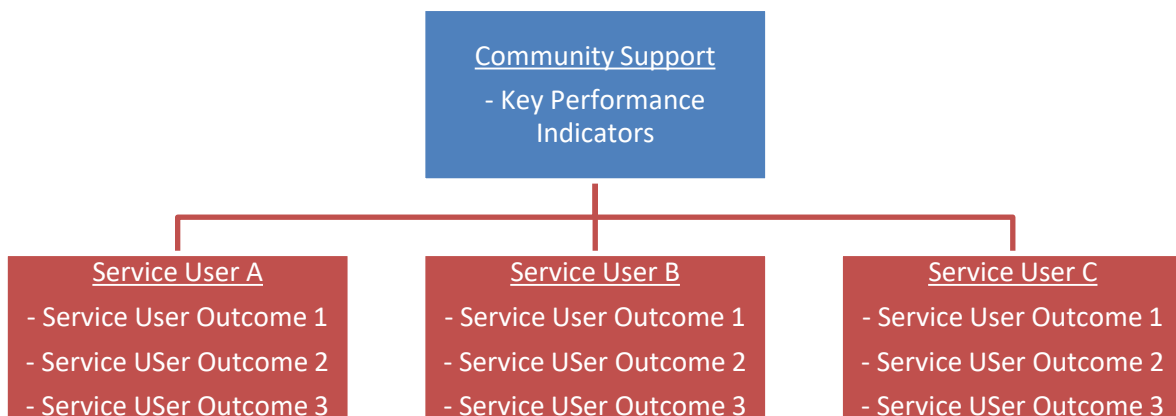 Community Support
- Key Performance
Indicators
Service User A
- Service User Outcome 1
- Service USer Outcome 2
- Service USer Outcome 3
Service User B
- Service User Outcome 1
- Service USer Outcome 2
- Service USer Outcome 3
Service User C
- Service User Outcome 1
- Service USer Outcome 2
- Service USer Outcome 3